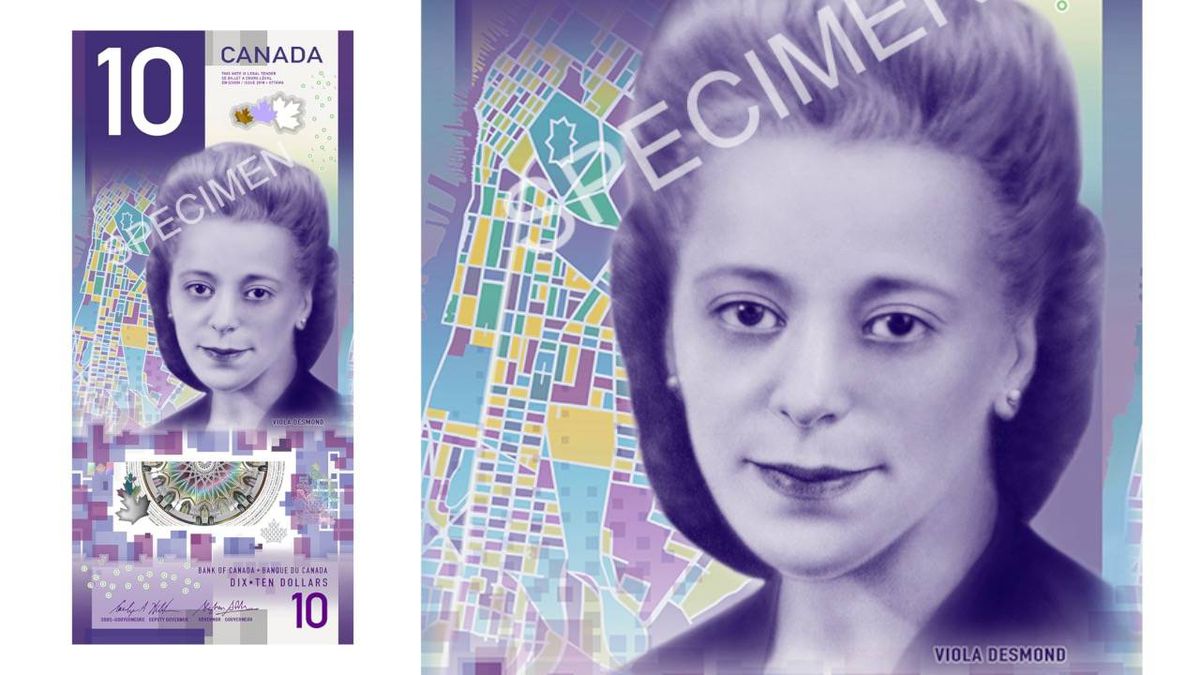 10
CANADA
THIS NOTE IS LEGAL TENDER
CE BILLET A COURS LÉGAL
SPECIMEN
VIOLA DESMOND
BANK OF CANADA • BANQUE DU CANADA
DIX • TEN DOLLARS
SOUS-GOUVERNEURE DEPUTY GOVERNOR GOVERNOR GOUVERNEUR
10
SPECIMEN
VIOLA DESMOND